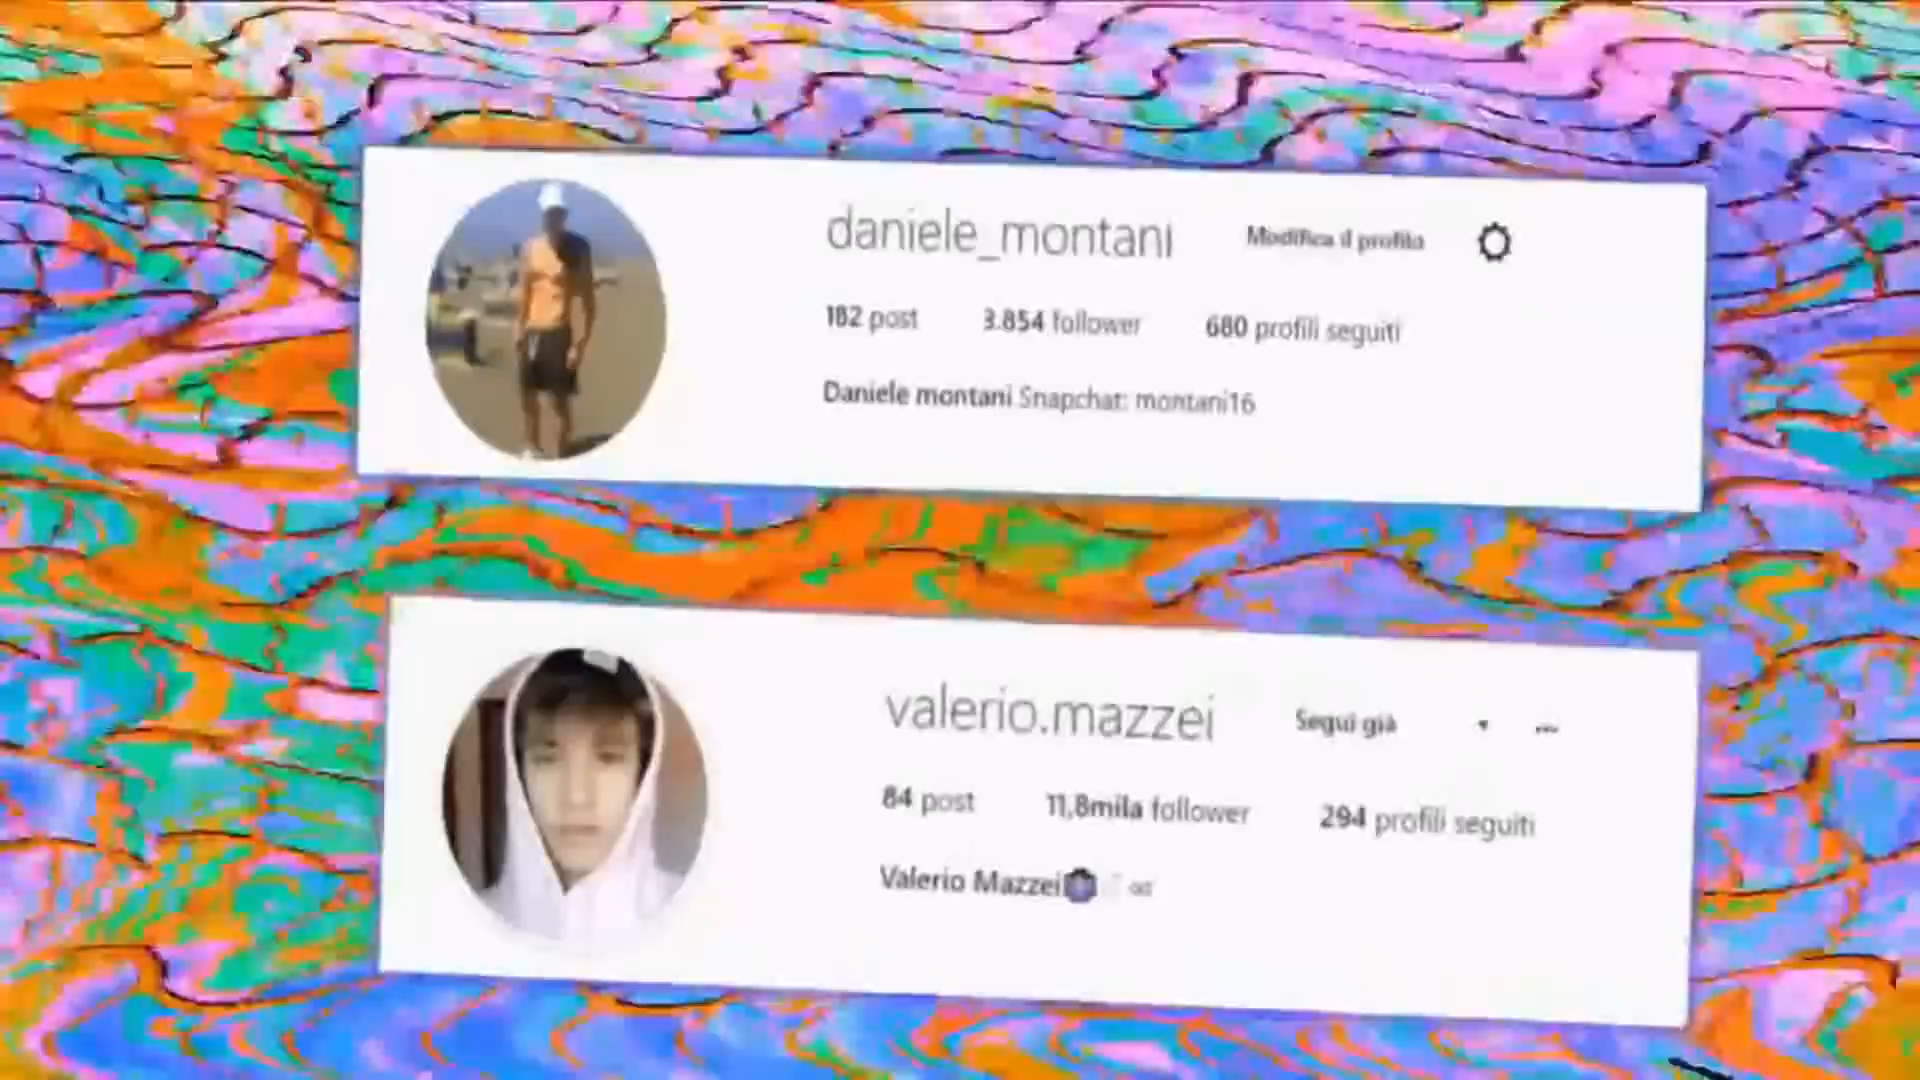 daniele_montani Modifica il profilo
182 post 3.854 follower 680 profili seguiti
Daniele montani Snapchat: montani16
valerio.mazzei Segui già
84 post 11,8mila follower 294 profili seguiti
Valerio Mazzei